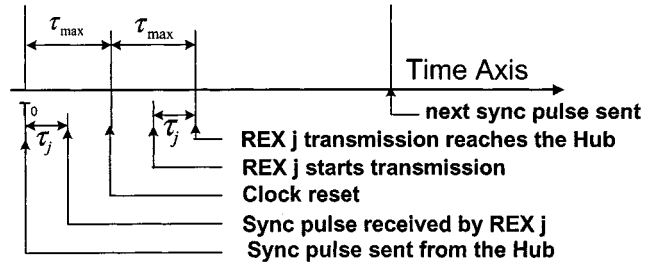 τmax τmax
Time Axis
T0
τj τj
next sync pulse sent
REX j transmission reaches the Hub
REX j starts transmission
Clock reset
Sync pulse received by REX j
Sync pulse sent from the Hub